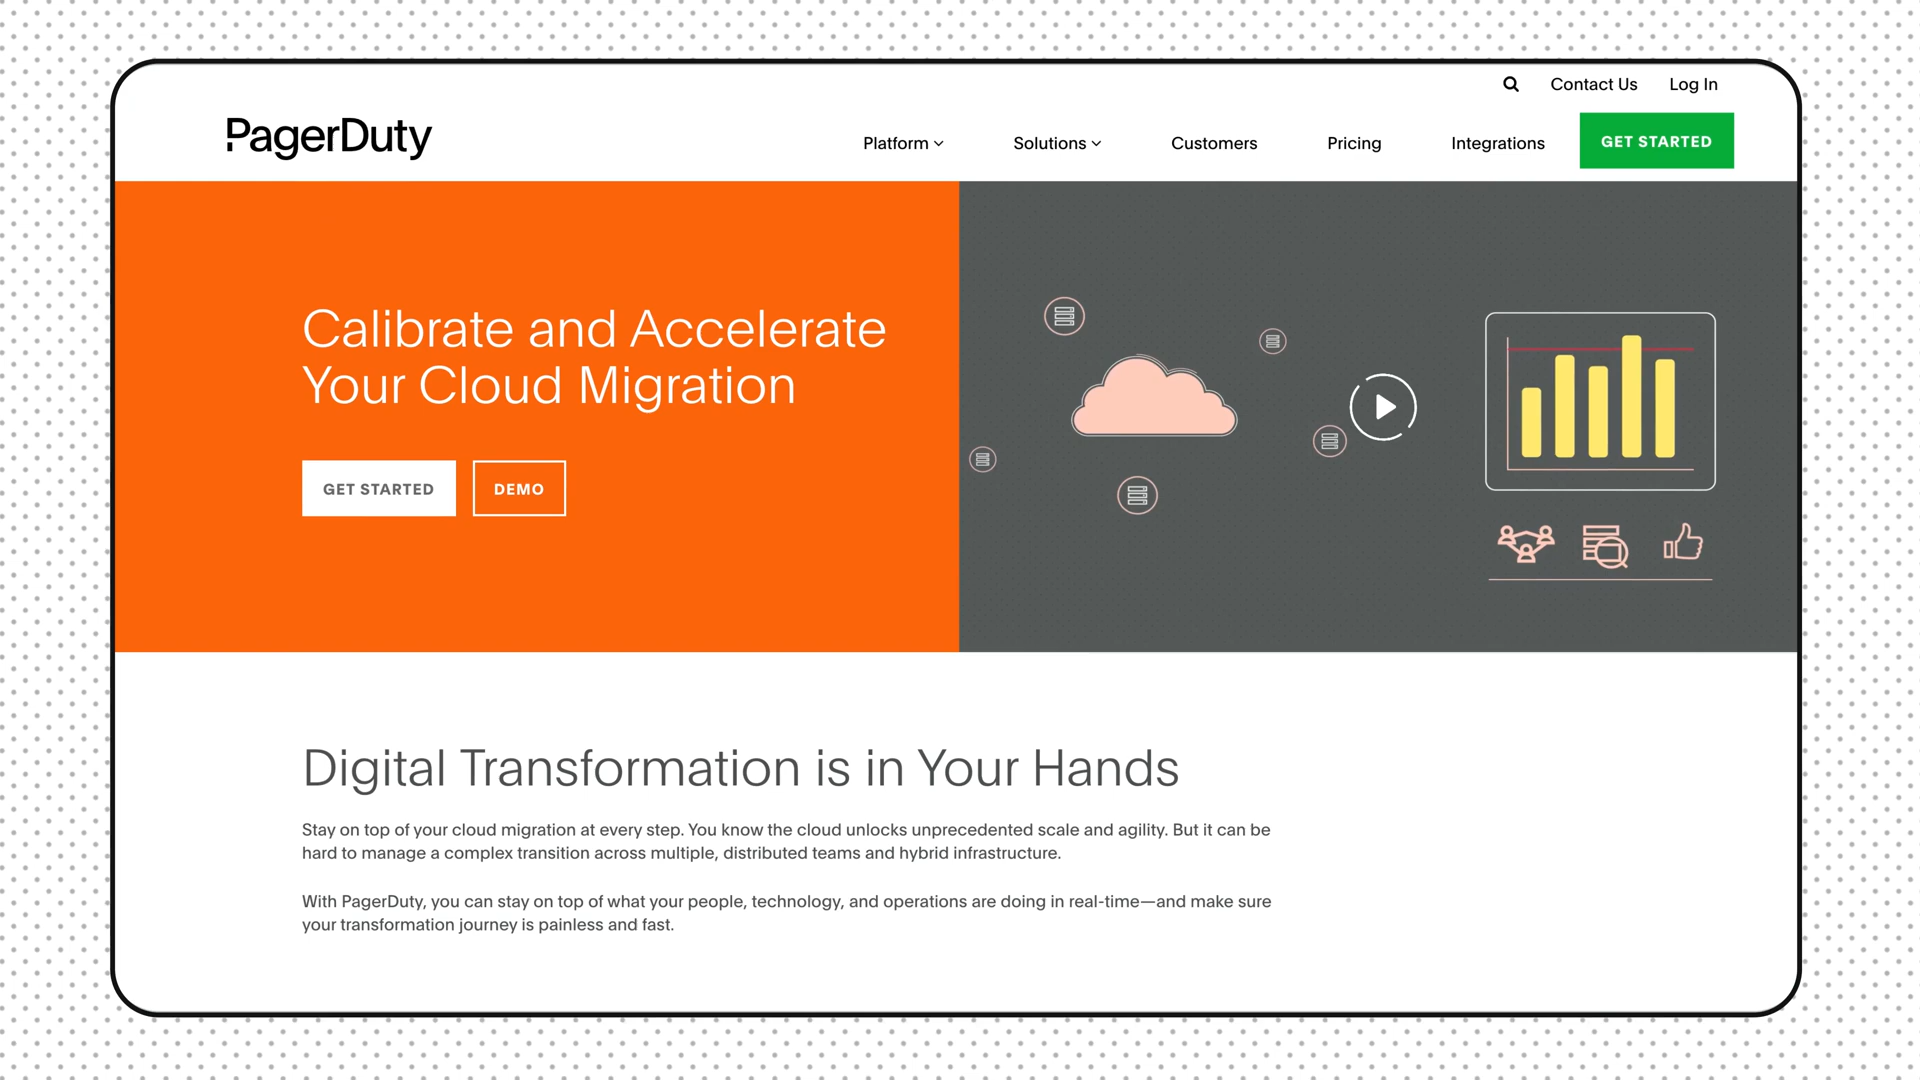 Contact Us
Log In
PagerDuty
Platform
Solutions
Customers
Pricing
Integrations
GET STARTED
Calibrate and Accelerate
Your Cloud Migration
GET STARTED
DEMO
Digital Transformation is in Your Hands
Stay on top of your cloud migration at every step. You know the cloud unlocks unprecedented scale and agility. But it can be
hard to manage a complex transition across multiple, distributed teams and hybrid infrastructure.
With PagerDuty, you can stay on top of what your people, technology, and operations are doing in real-time—and make sure
your transformation journey is painless and fast.